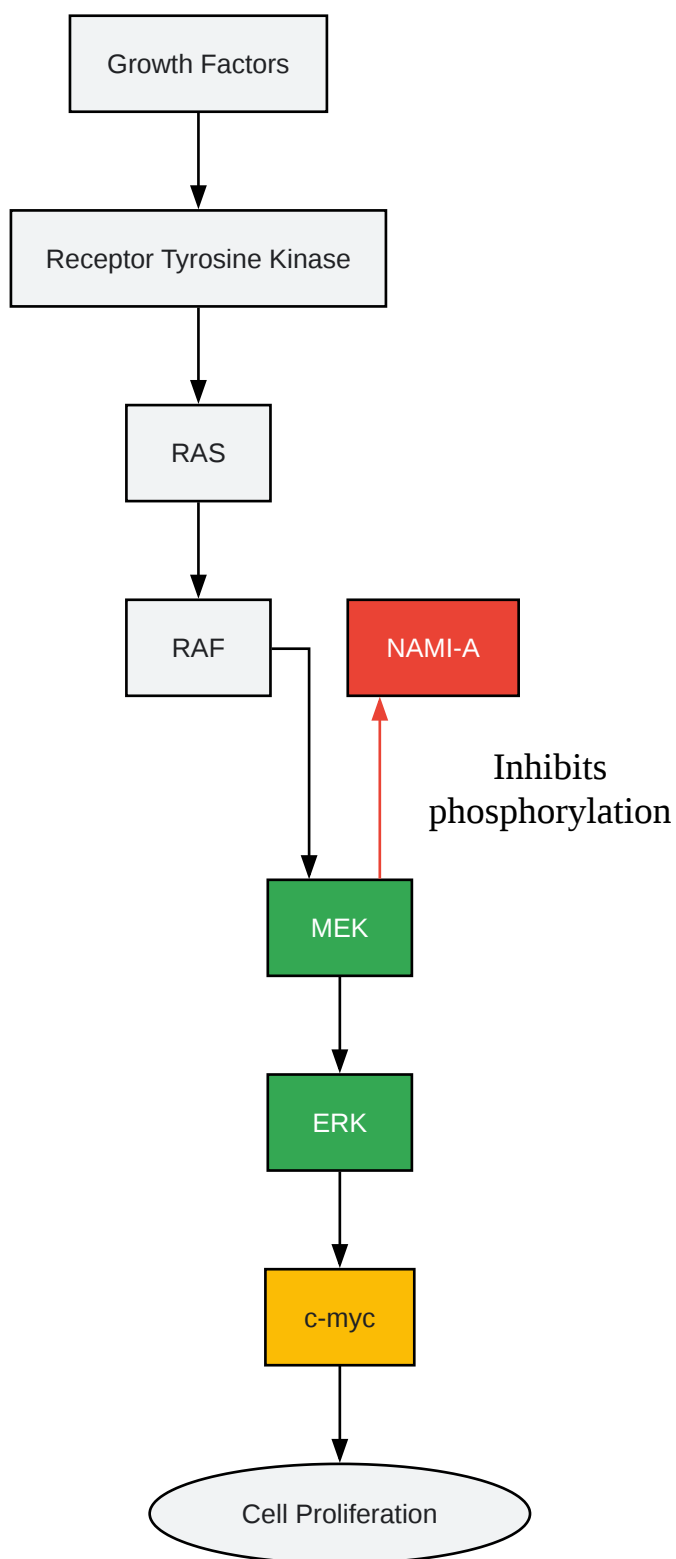 Growth Factors
Receptor Tyrosine Kinase
RAS
RAF
NAMI-A
Inhibits
phosphorylation
MEK
ERK
c-myc
Cell Proliferation